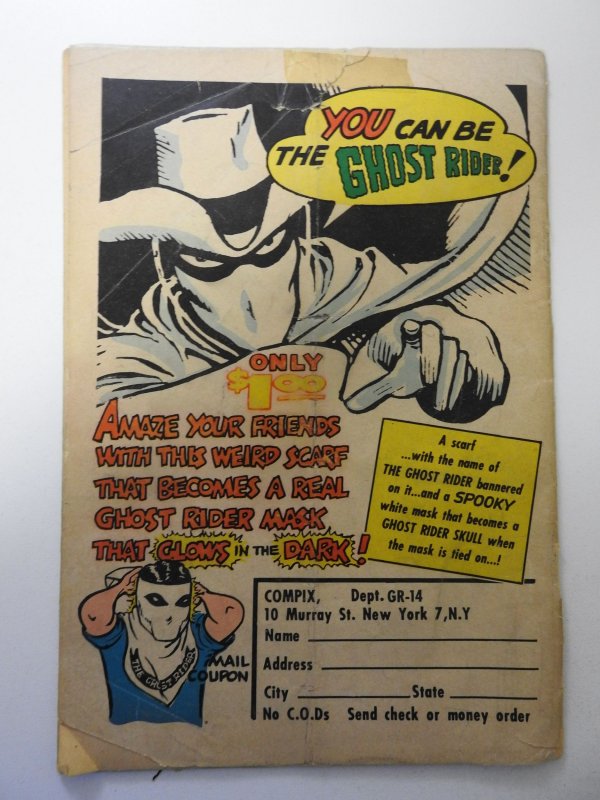 YOU CAN BE
THE GHOST RIDER!
ONLY
$1.00
AMAZE YOUR FRIENDS
WITH THIS WEIRD SCARF
THAT BECOMES A REAL
GHOST RIDER MASK
THAT GLOWS IN THE DARK!
A scarf
...with the name of
THE GHOST RIDER bannered
on it...and a SPOOKY
white mask that becomes a
GHOST RIDER SKULL when
the mask is tied on...!
THE GHOST RIDER
MAIL
COUPON
COMPIX, Dept. GR-14
10 Murray St. New York 7,N.Y
Name
Address
City State
No C.O.Ds Send check or money order